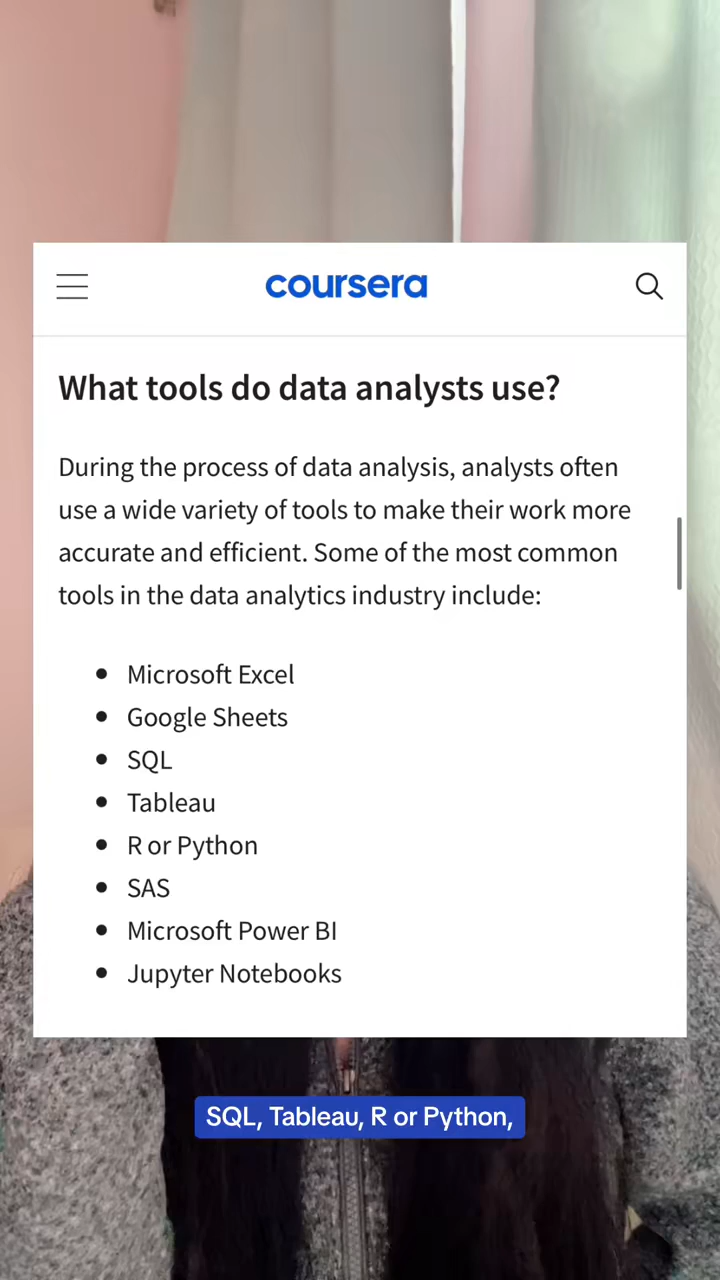 coursera
What tools do data analysts use?
During the process of data analysis, analysts often
use a wide variety of tools to make their work more
accurate and efficient. Some of the most common
tools in the data analytics industry include:
• Microsoft Excel
• Google Sheets
• SQL
• Tableau
• R or Python
• SAS
• Microsoft Power BI
• Jupyter Notebooks
SQL, Tableau, R or Python,